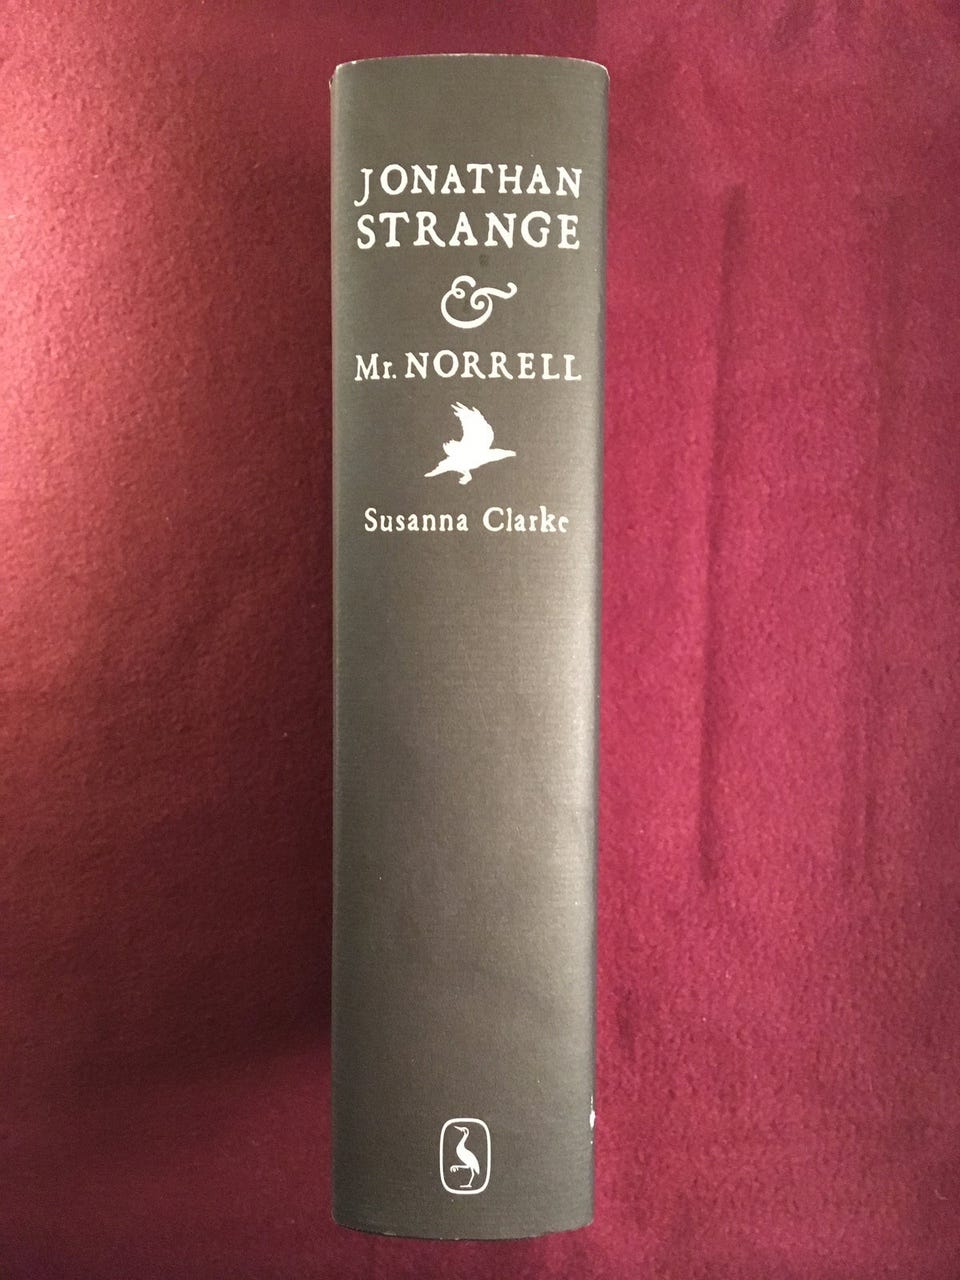 JONATHAN
STRANGE
&
Mr. NORRELL
Susanna Clarke